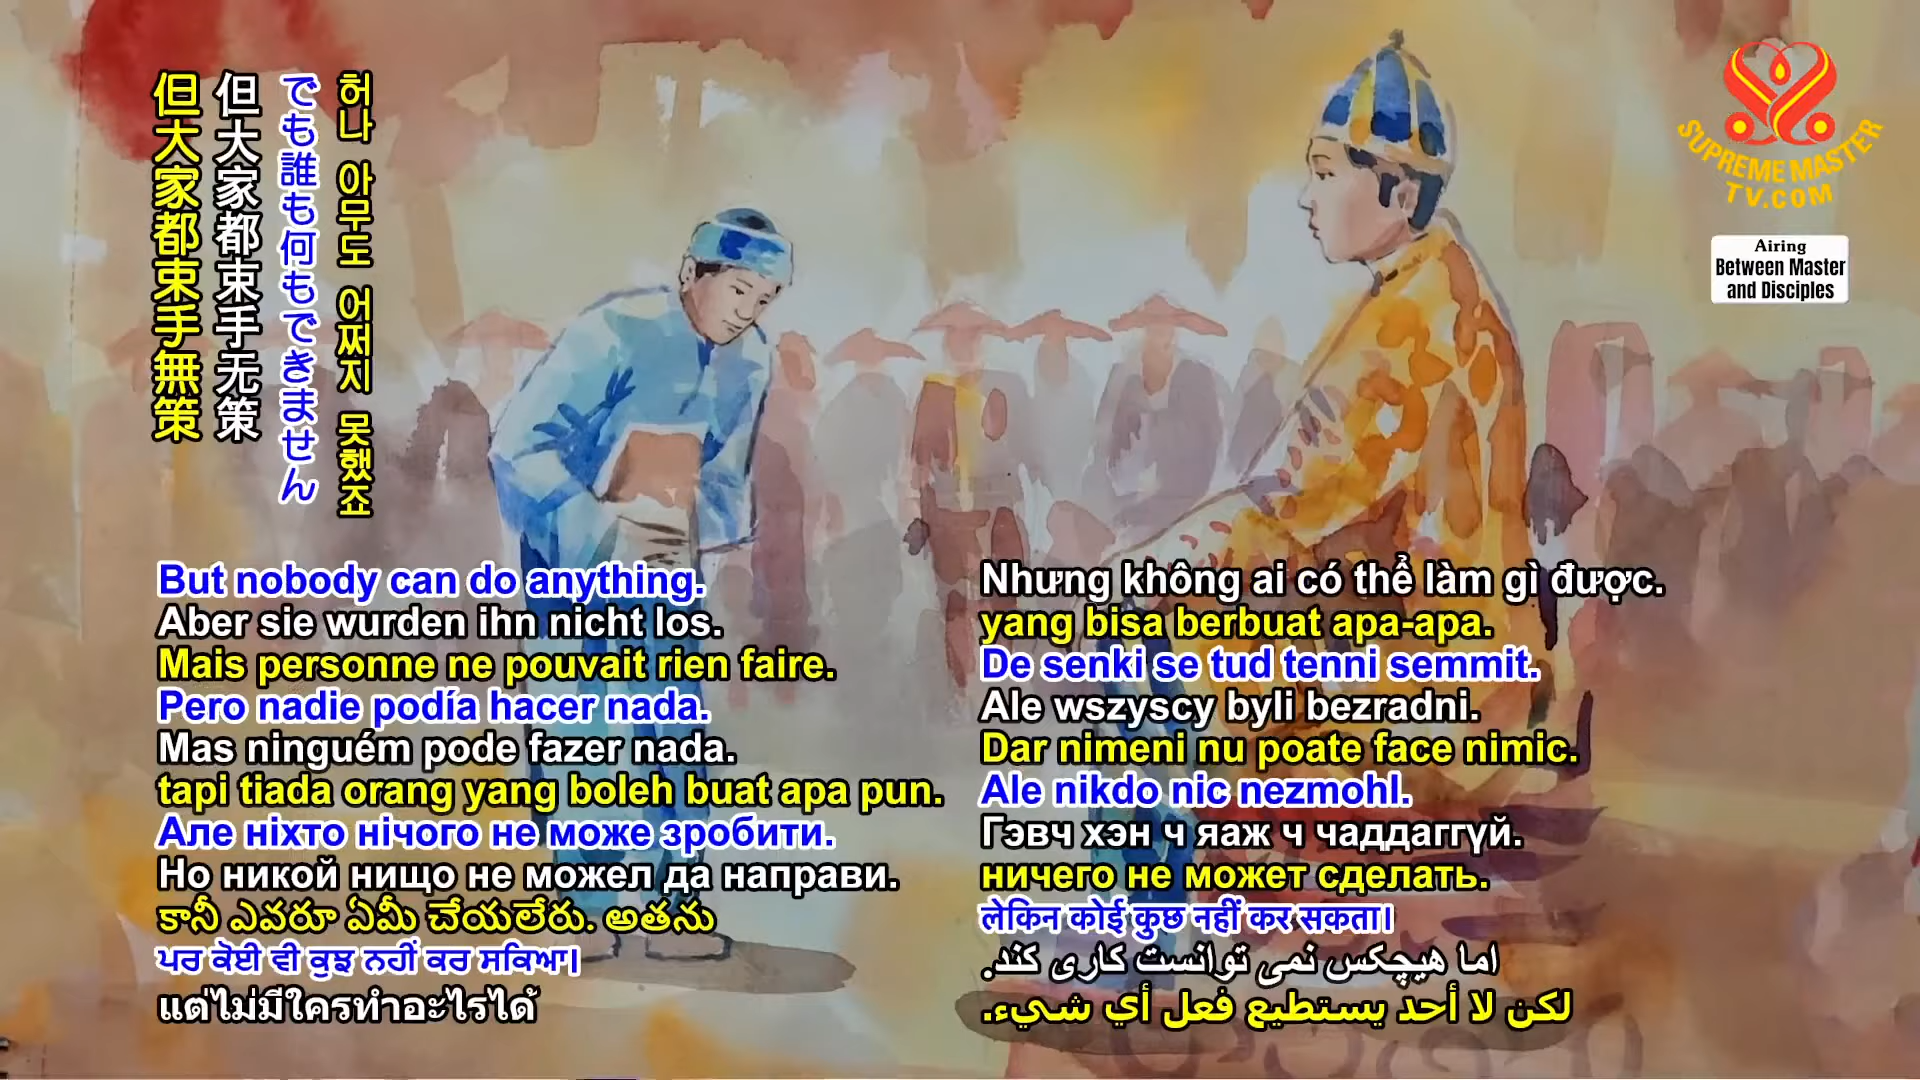 但大家都束手無策
但大家都束手无策
でも誰も何もできません
허나 아무도 어쩌지 못했죠
But nobody can do anything.
Aber sie wurden ihn nicht los.
Mais personne ne pouvait rien faire.
Pero nadie podía hacer nada.
Mas ninguém pode fazer nada.
tapi tiada orang yang boleh buat apa pun.
Але ніхто нічого не може зробити.
Но никой нищо не можел да направи.
కానీ ఎవరూ ఏమీ చేయలేరు. అతను
ਪਰ ਕੋਈ ਵੀ ਕੁਝ ਨਹੀਂ ਕਰ ਸਕਿਆ।
แต่ไม่มีใครทำอะไรได้
Nhưng không ai có thể làm gì được.
yang bisa berbuat apa-apa.
De senki se tud tenni semmit.
Ale wszyscy byli bezradni.
Dar nimeni nu poate face nimic.
Ale nikdo nic nezmohl.
Гэвч хэн ч яаж ч чаддаггүй.
ничего не может сделать.
लेकिन कोई कुछ नहीं कर सकता।
اما هیچکس نمی توانست کاری کند.
لكن لا أحد يستطيع فعل أي شيء.
SUPREME MASTER
TV.COM
Airing
Between Master
and Disciples